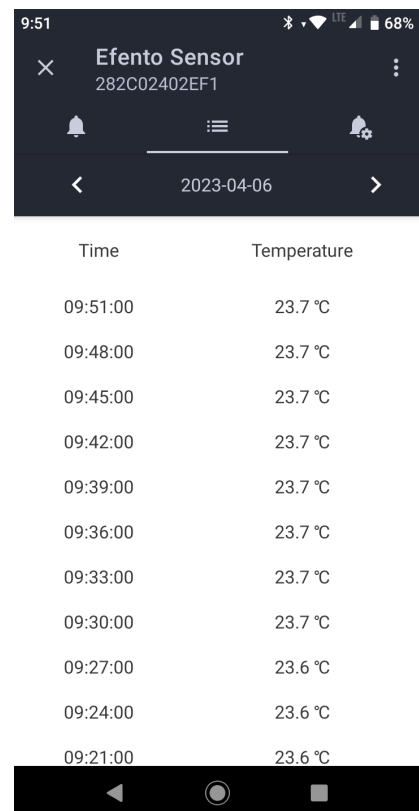 9:51 LTE 68%
Efento Sensor
282C02402EF1
2023-04-06
Time Temperature
09:51:00 23.7 ℃
09:48:00 23.7 ℃
09:45:00 23.7 ℃
09:42:00 23.7 ℃
09:39:00 23.7 ℃
09:36:00 23.7 ℃
09:33:00 23.7 ℃
09:30:00 23.7 ℃
09:27:00 23.6 ℃
09:24:00 23.6 ℃
09:21:00 23.6 ℃